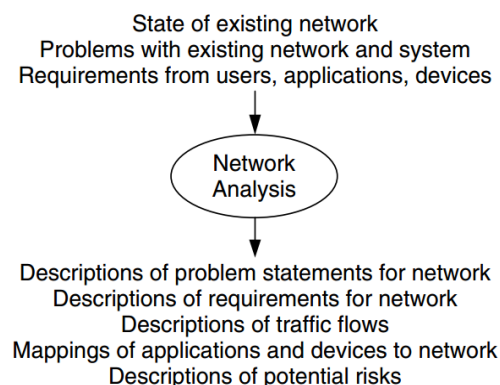 State of existing network
Problems with existing network and system
Requirements from users, applications, devices
Network
Analysis
Descriptions of problem statements for network
Descriptions of requirements for network
Descriptions of traffic flows
Mappings of applications and devices to network
Descriptions of potential risks